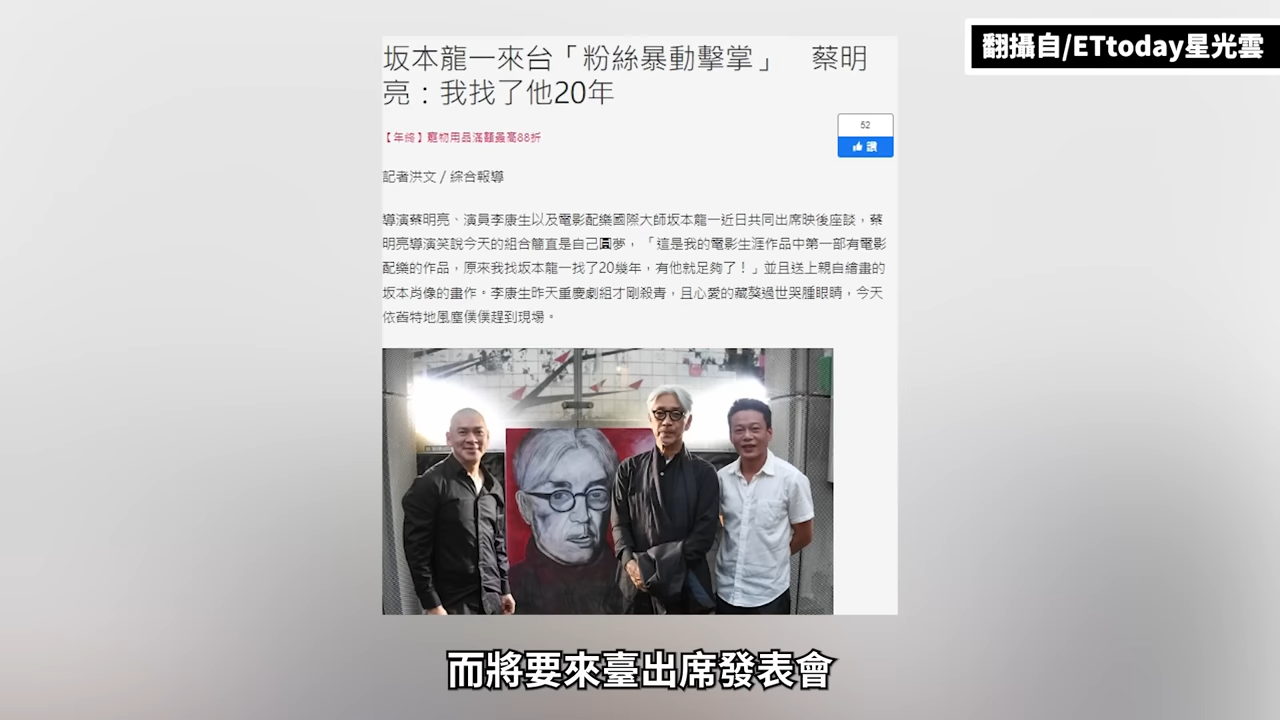 翻攝自/ETtoday星光雲
坂本龍一來台「粉絲暴動擊掌」　蔡明
亮：我找了他20年
【年終】寵物用品滿額最高88折
52
讚
記者洪文／綜合報導
導演蔡明亮、演員李康生以及電影配樂國際大師坂本龍一近日共同出席映後座談，蔡
明亮導演笑說今天的組合簡直是自己圓夢，「這是我的電影生涯作品中第一部有電影
配樂的作品，原來我找坂本龍一找了20幾年，有他就足夠了！」並且送上親自繪畫的
坂本肖像的畫作。李康生昨天重慶劇組才剛殺青，且心愛的藏獒過世哭腫眼睛，今天
依舊特地風塵僕僕趕到現場。
而將要來臺出席發表會